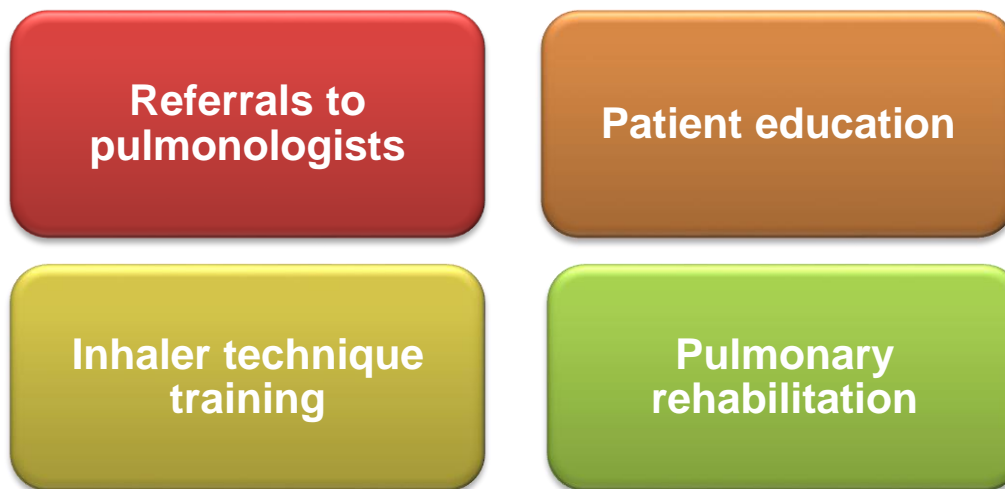 Referrals to
pulmonologists
Patient education
Inhaler technique
training
Pulmonary
rehabilitation